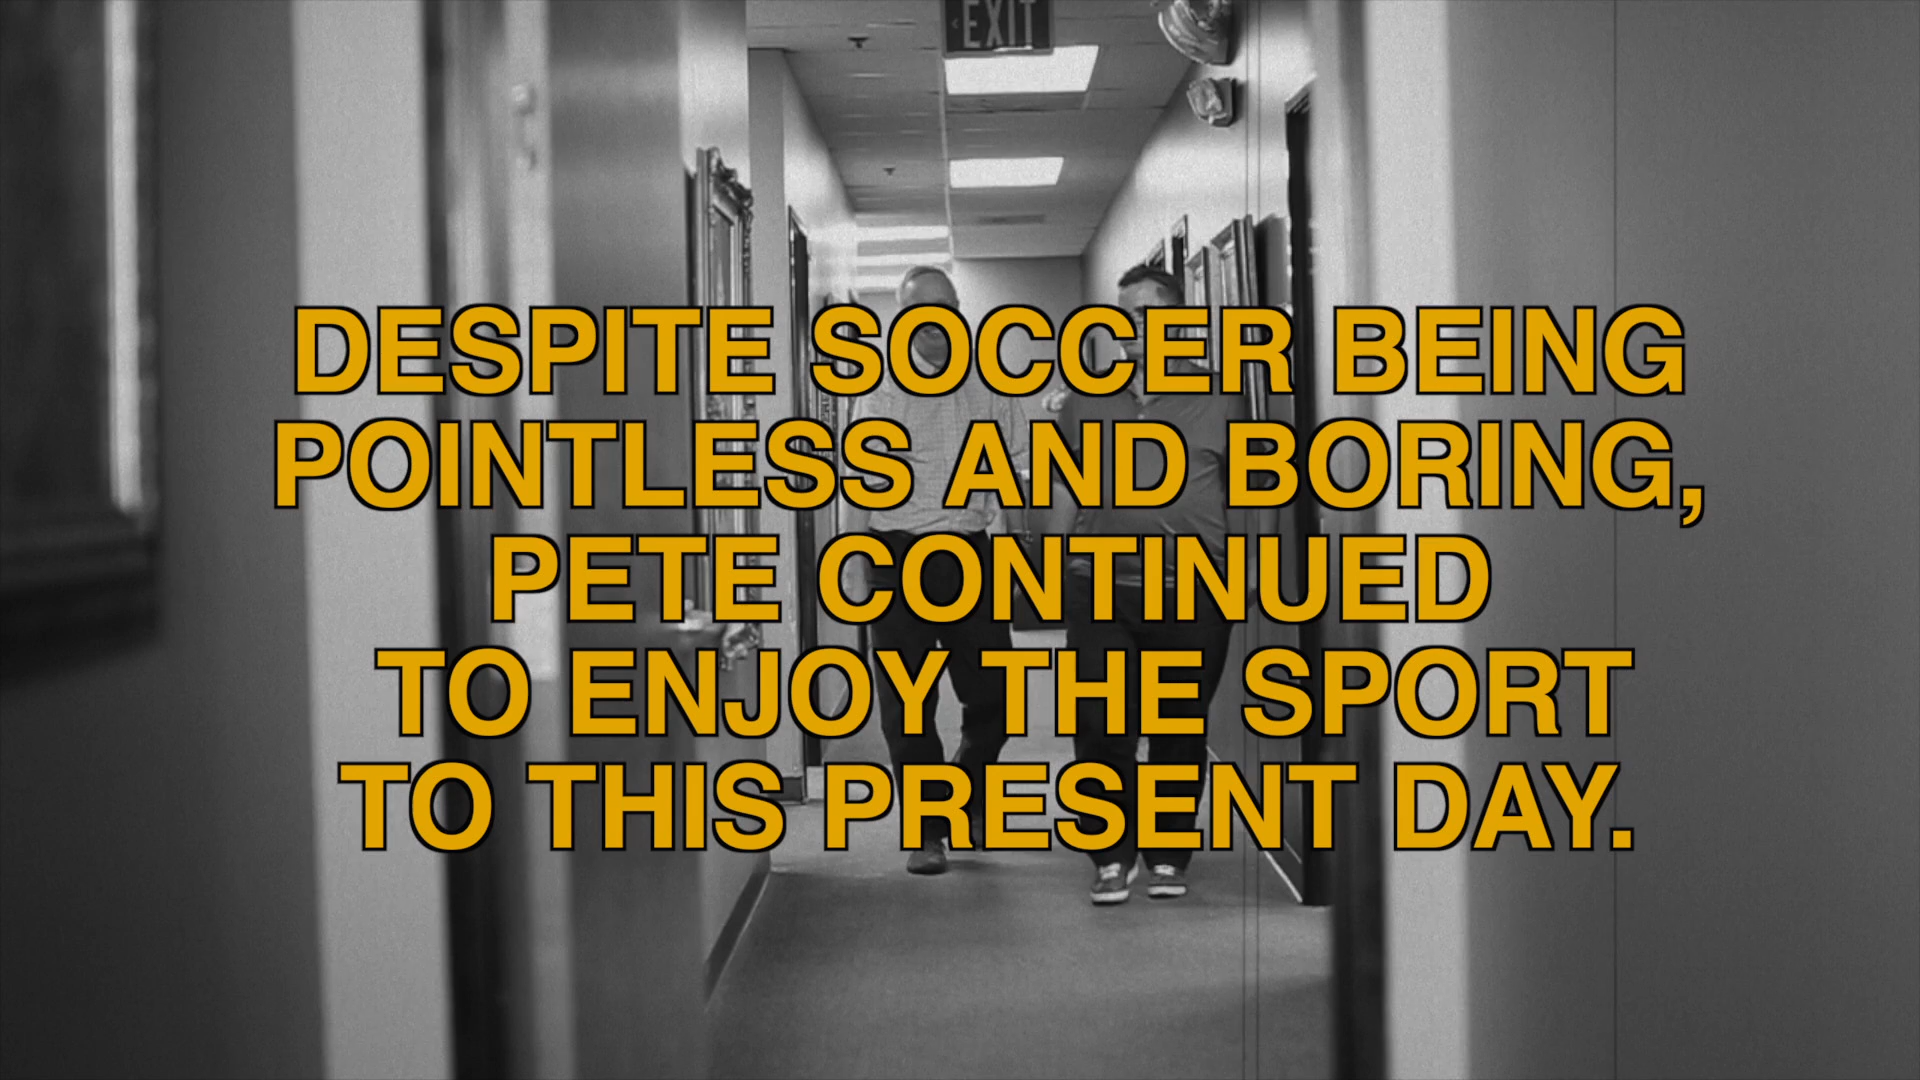 EXIT
DESPITE SOCCER BEING
POINTLESS AND BORING,
PETE CONTINUED
TO ENJOY THE SPORT
TO THIS PRESENT DAY.